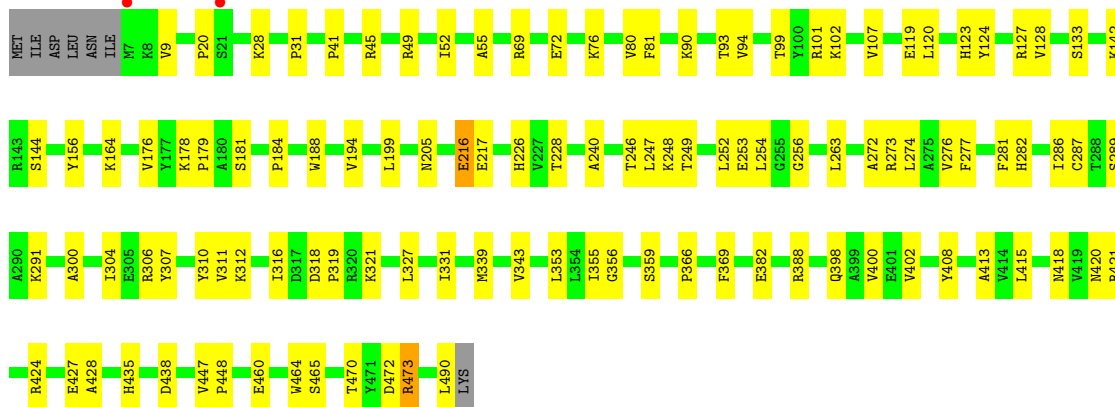 MET ILE ASP LEU ASN ILE M7 K8 V9 P20 S21 K28 P31 P41 R45 R49 I52 A55 R69 E72 K76 V80 F81 K90 T93 V94 T99 Y100 R101 K102 V107 E119 L120 H123 Y124 R127 V128 S133 K142
R143 S144 Y156 K164 V176 Y177 K178 P179 A180 S181 P184 W188 V194 L199 N205 E216 E217 H226 V227 T228 A240 T246 L247 K248 T249 L252 E253 L254 G255 G256 L263 A272 R273 L274 A275 V276 F277 F281 H282 I286 C287 T288 S289
A290 K291 A300 I304 E305 R306 Y307 Y310 V311 K312 I316 D317 D318 P319 R320 K321 L327 I331 M339 V343 L353 L354 I355 G356 S359 P366 F369 E382 R388 Q398 A399 V400 E401 V402 Y408 A413 V414 L415 N418 V419 N420
R424 E427 A428 H435 D438 V447 P448 E460 W464 S465 T470 Y471 D472 R473 L490 LYS